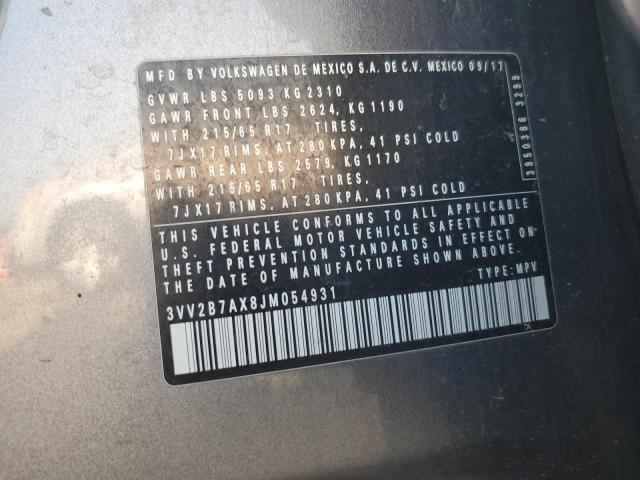 MFD BY VOLKSWAGEN DE MEXICO S.A. DE C.V. MEXICO 09/17
GVWR LBS 5093 KG 2310
GAWR FRONT LBS 2624, KG 1190
WITH 215/65 R17 TIRES,
7JX17 RIMS, AT 280 KPA, 41 PSI COLD
GAWR REAR LBS 2579, KG 1170
WITH 215/65 R17 TIRES,
7JX17 RIMS, AT 280 KPA, 41 PSI COLD
THIS VEHICLE CONFORMS TO ALL APPLICABLE
U.S. FEDERAL MOTOR VEHICLE SAFETY AND
THEFT PREVENTION STANDARDS IN EFFECT ON
THE DATE OF MANUFACTURE SHOWN ABOVE.
3VV2B7AX8JM054931
TYPE: MPV
3950386 3299